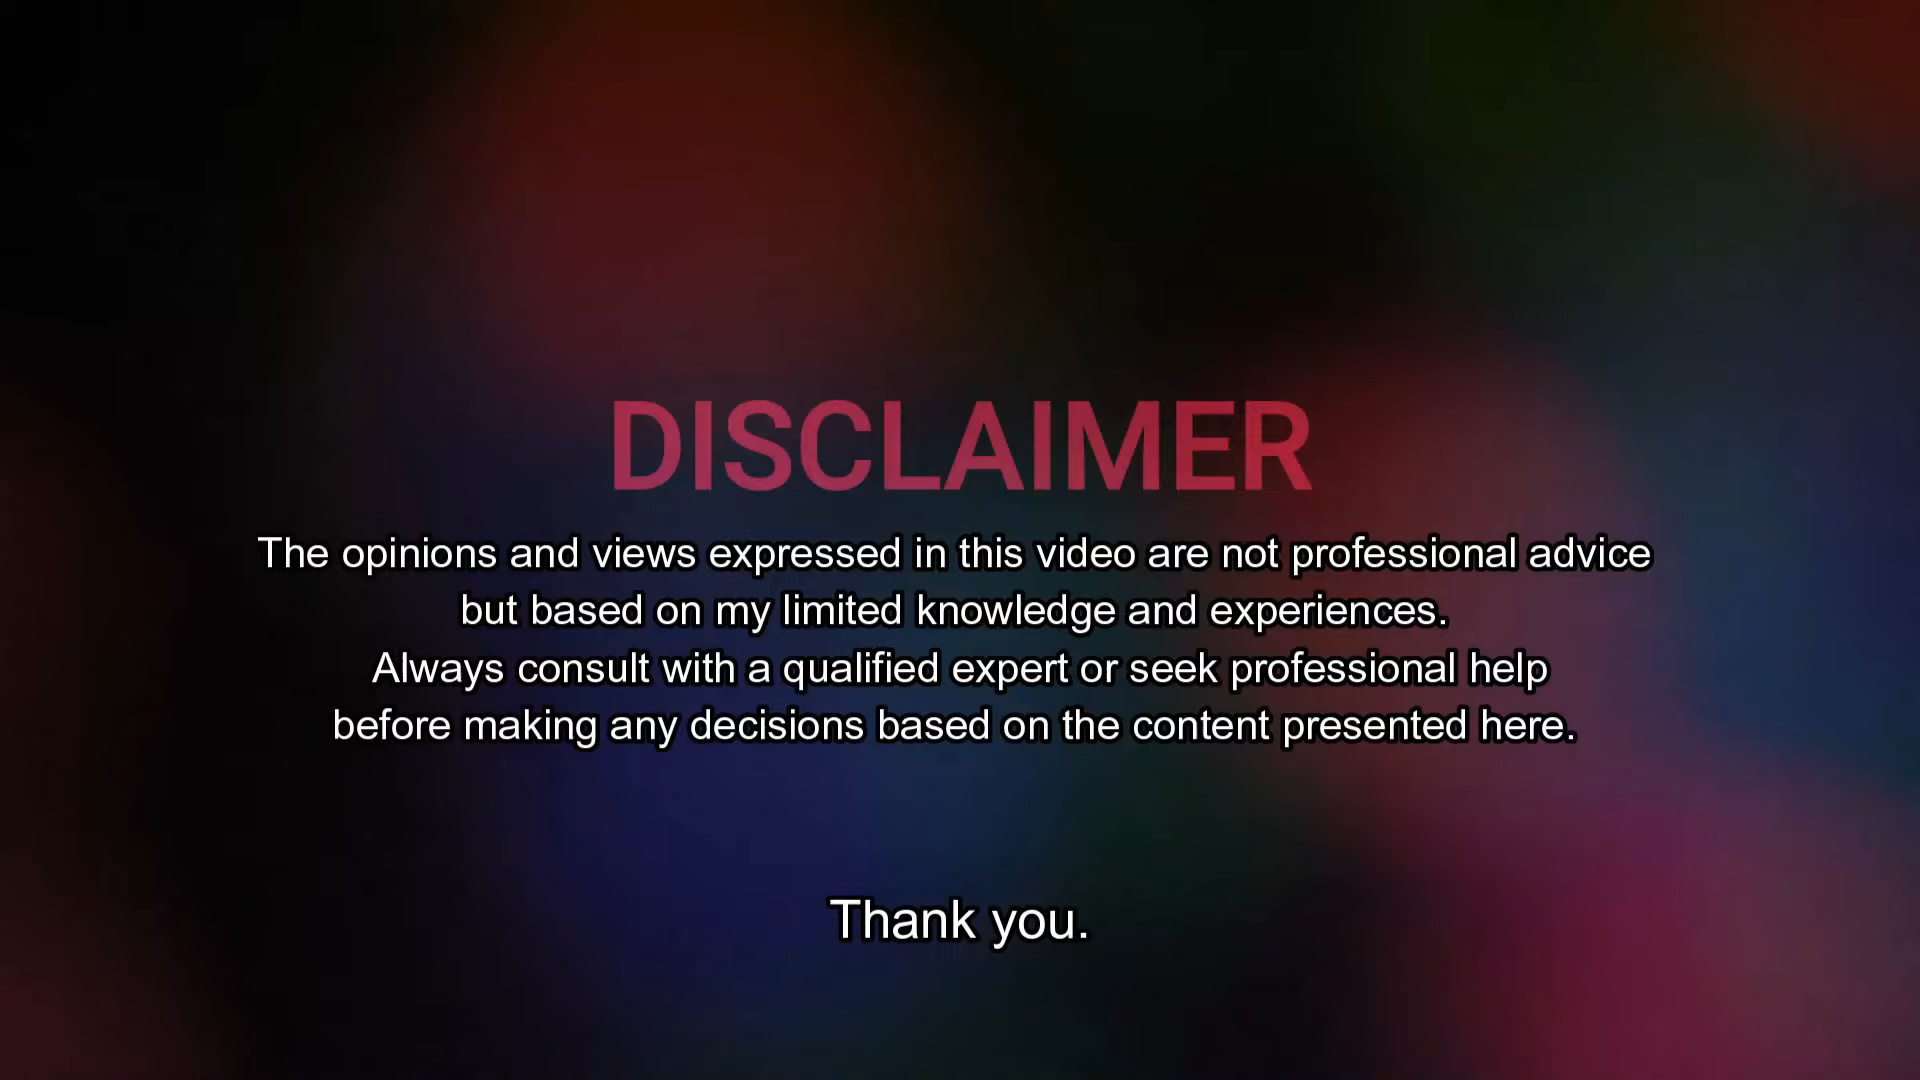 DISCLAIMER
The opinions and views expressed in this video are not professional advice
but based on my limited knowledge and experiences.
Always consult with a qualified expert or seek professional help
before making any decisions based on the content presented here.
Thank you.